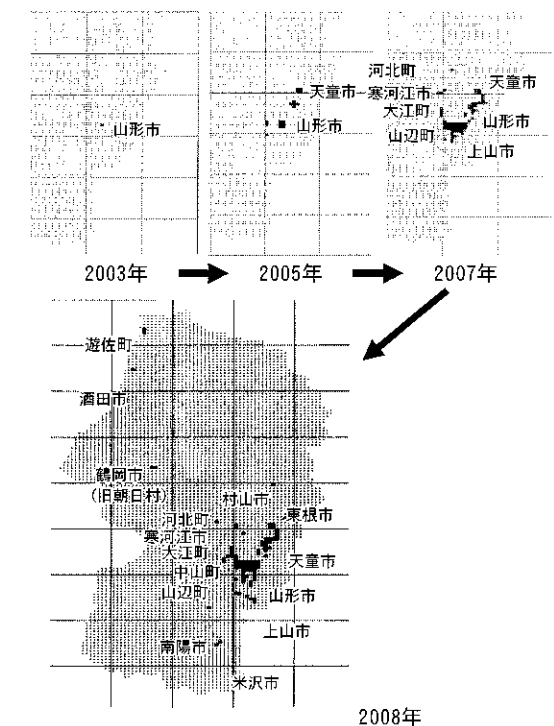 山形市
天童市
山形市
河北町
寒河江市
天童市
大江町
山形市
山辺町
上山市
2003年
2005年
2007年
遊佐町
酒田市
鶴岡市
(旧朝日村)
村山市
河北町
東根市
寒河江市
大江町
天童市
中山町
山辺町
山形市
上山市
南陽市
米沢市
2008年